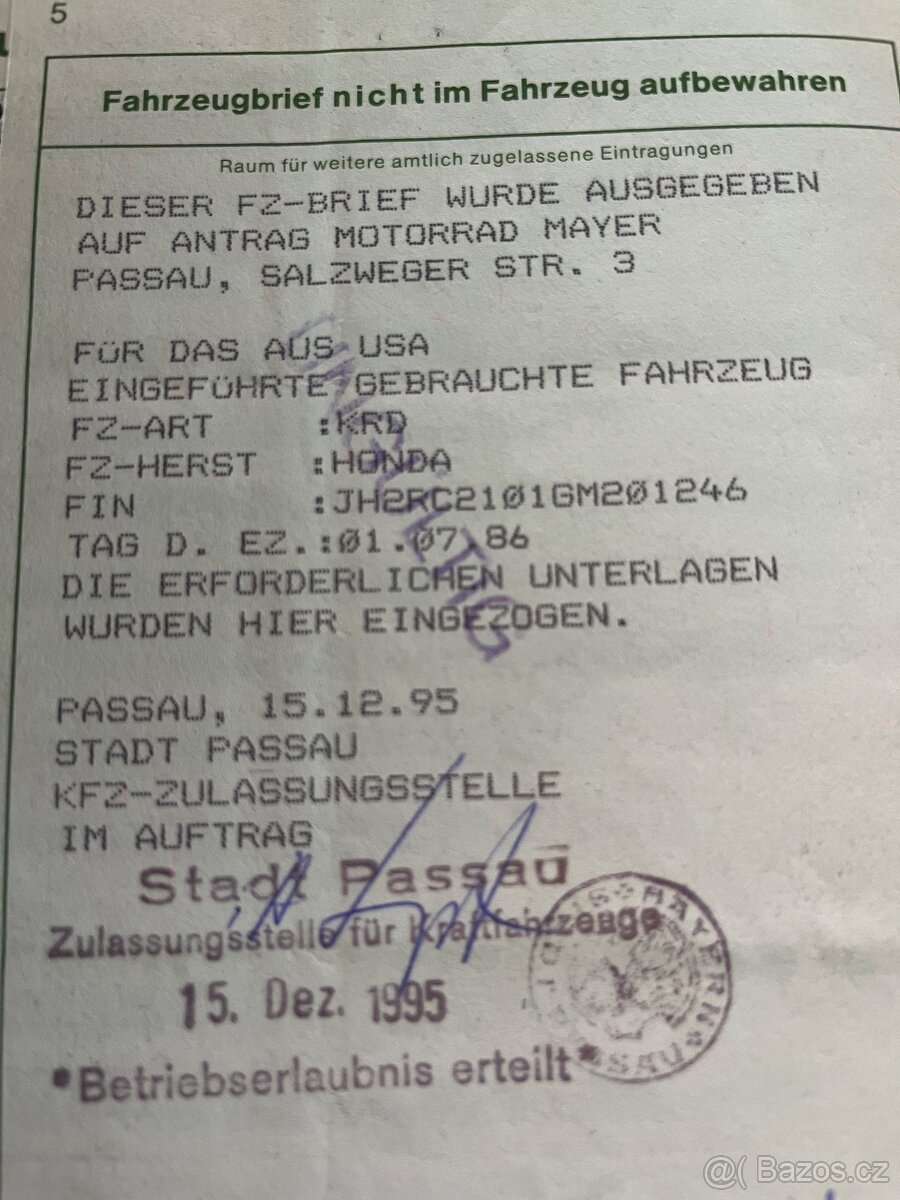 5
Fahrzeugbrief nicht im Fahrzeug aufbewahren
Raum für weitere amtlich zugelassene Eintragungen
DIESER FZ-BRIEF WURDE AUSGEGEBEN
AUF ANTRAG MOTORRAD MAYER
PASSAU, SALZWEGER STR. 3
FÜR DAS AUS USA
EINGEFÜHRTE GEBRAUCHTE FAHRZEUG
FZ-ART :KRD
FZ-HERST :HONDA
FIN :JH2RC2101GM201246
TAG D. EZ.:01.07.86
DIE ERFORDERLICHEN UNTERLAGEN
WURDEN HIER EINGEZOGEN.
UNGÜLTIG
PASSAU, 15.12.95
STADT PASSAU
KFZ-ZULASSUNGSSTELLE
IM AUFTRAG
Stadt Passau
Zulassungsstelle für Kraftfahrzeuge
15. Dez. 1995
*Betriebserlaubnis erteilt*
BAYERN
@( Bazos.cz